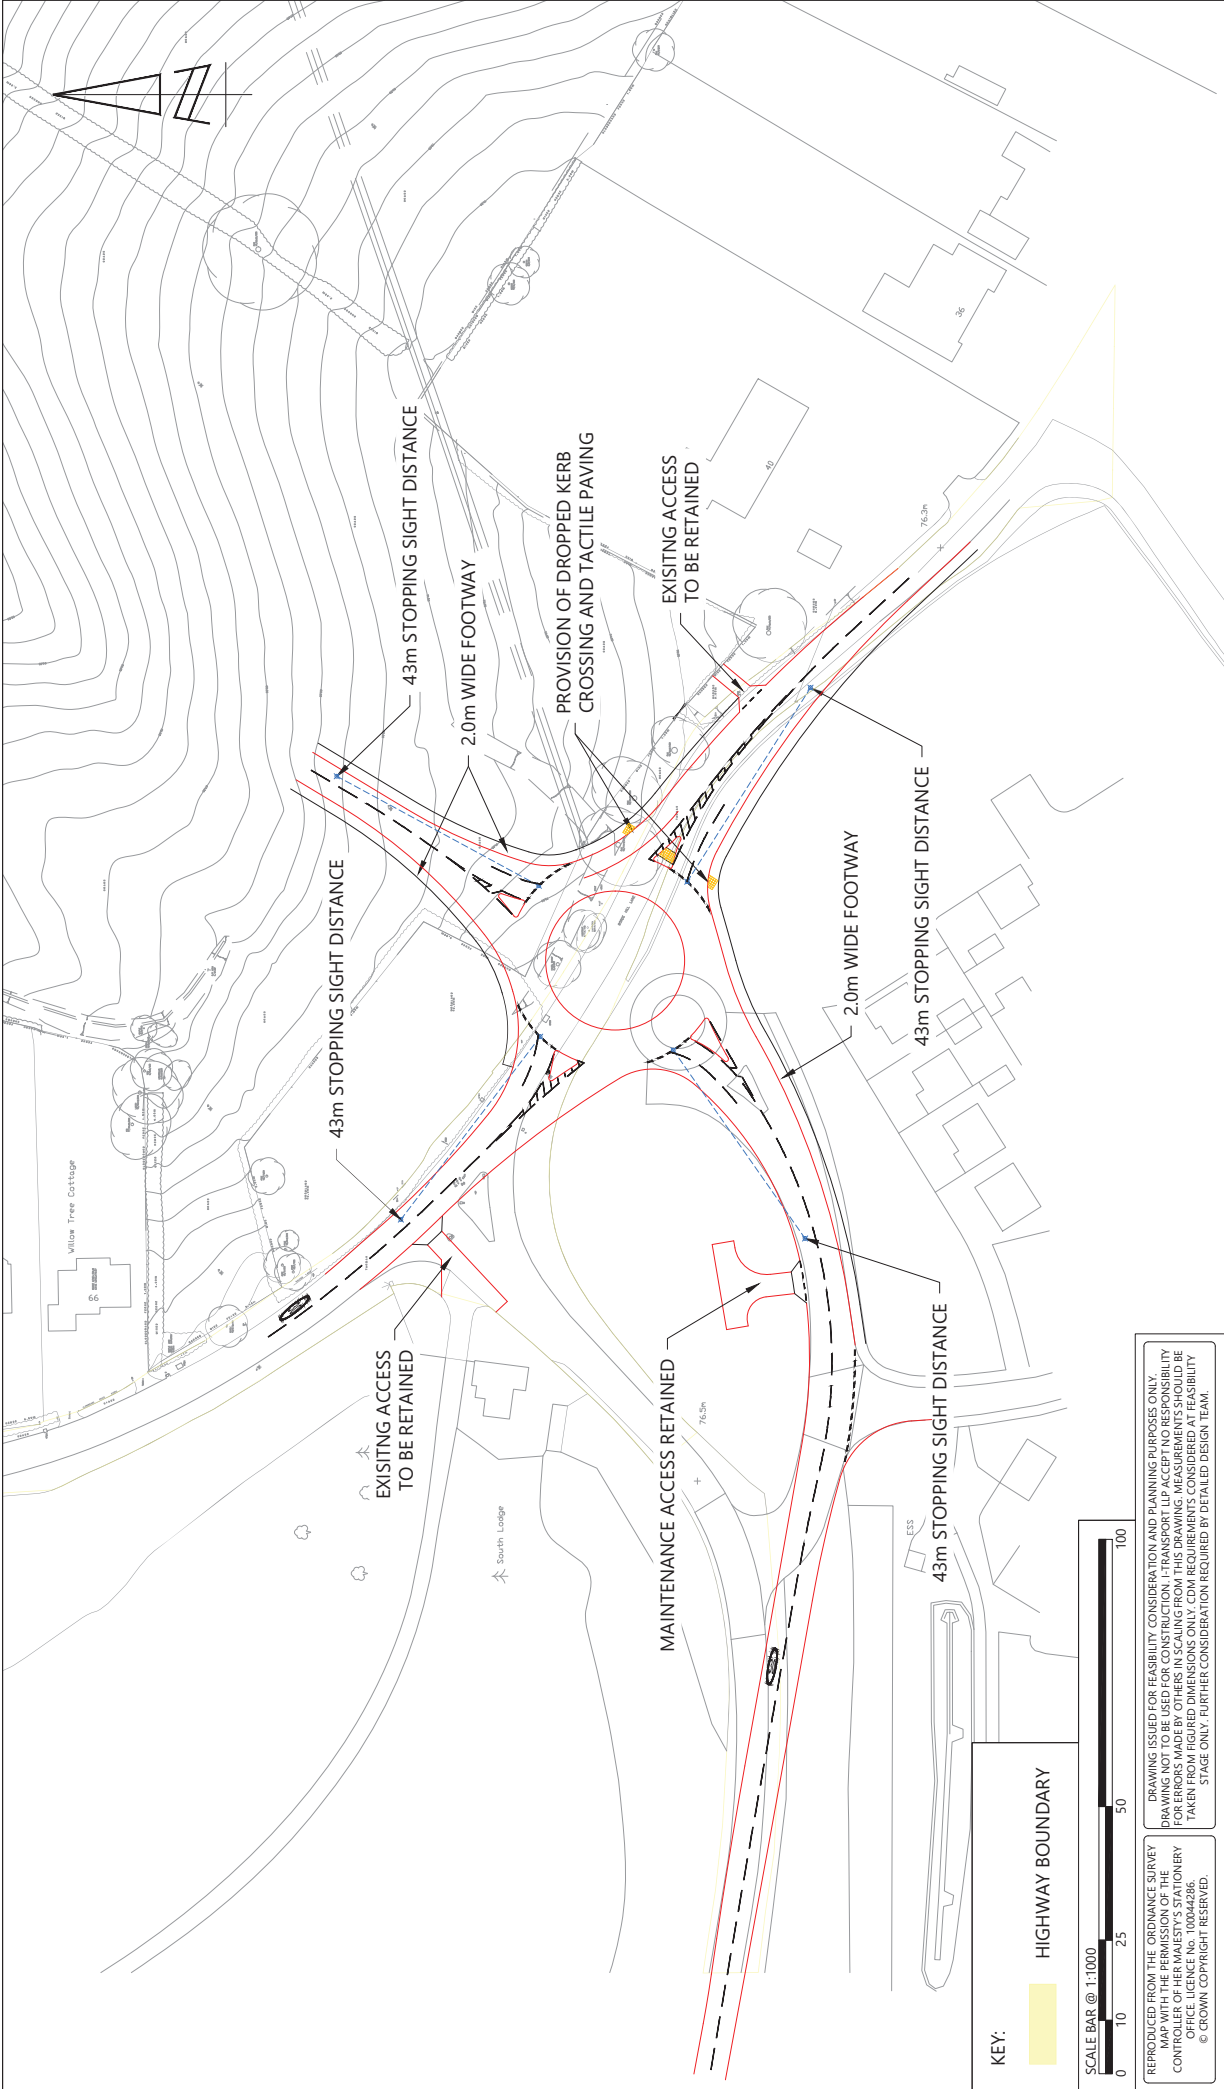 43m STOPPING SIGHT DISTANCE
2.0m WIDE FOOTWAY
PROVISION OF DROPPED KERB
CROSSING AND TACTILE PAVING
EXISITNG ACCESS
TO BE RETAINED
43m STOPPING SIGHT DISTANCE
2.0m WIDE FOOTWAY
43m STOPPING SIGHT DISTANCE
EXISITNG ACCESS
TO BE RETAINED
MAINTENANCE ACCESS RETAINED
43m STOPPING SIGHT DISTANCE
Willow Tree Cottage
66
South Lodge
76.5m
ESS
36
40
76.3m
KEY:
HIGHWAY BOUNDARY
SCALE BAR @ 1:1000
0
10
25
50
100
REPRODUCED FROM THE ORDNANCE SURVEY
MAP WITH THE PERMISSION OF THE
CONTROLLER OF HER MAJESTY'S STATIONERY
OFFICE. LICENCE No. 100044286.
© CROWN COPYRIGHT RESERVED.
DRAWING ISSUED FOR FEASIBILITY CONSIDERATION AND PLANNING PURPOSES ONLY.
DRAWING NOT TO BE USED FOR CONSTRUCTION. I-TRANSPORT LLP ACCEPT NO RESPONSIBILITY
FOR ERRORS MADE BY OTHERS IN SCALING FROM THIS DRAWING. MEASUREMENTS SHOULD BE
TAKEN FROM FIGURED DIMENSIONS ONLY. CDM REQUIREMENTS CONSIDERED AT FEASIBILITY
STAGE ONLY. FURTHER CONSIDERATION REQUIRED BY DETAILED DESIGN TEAM.